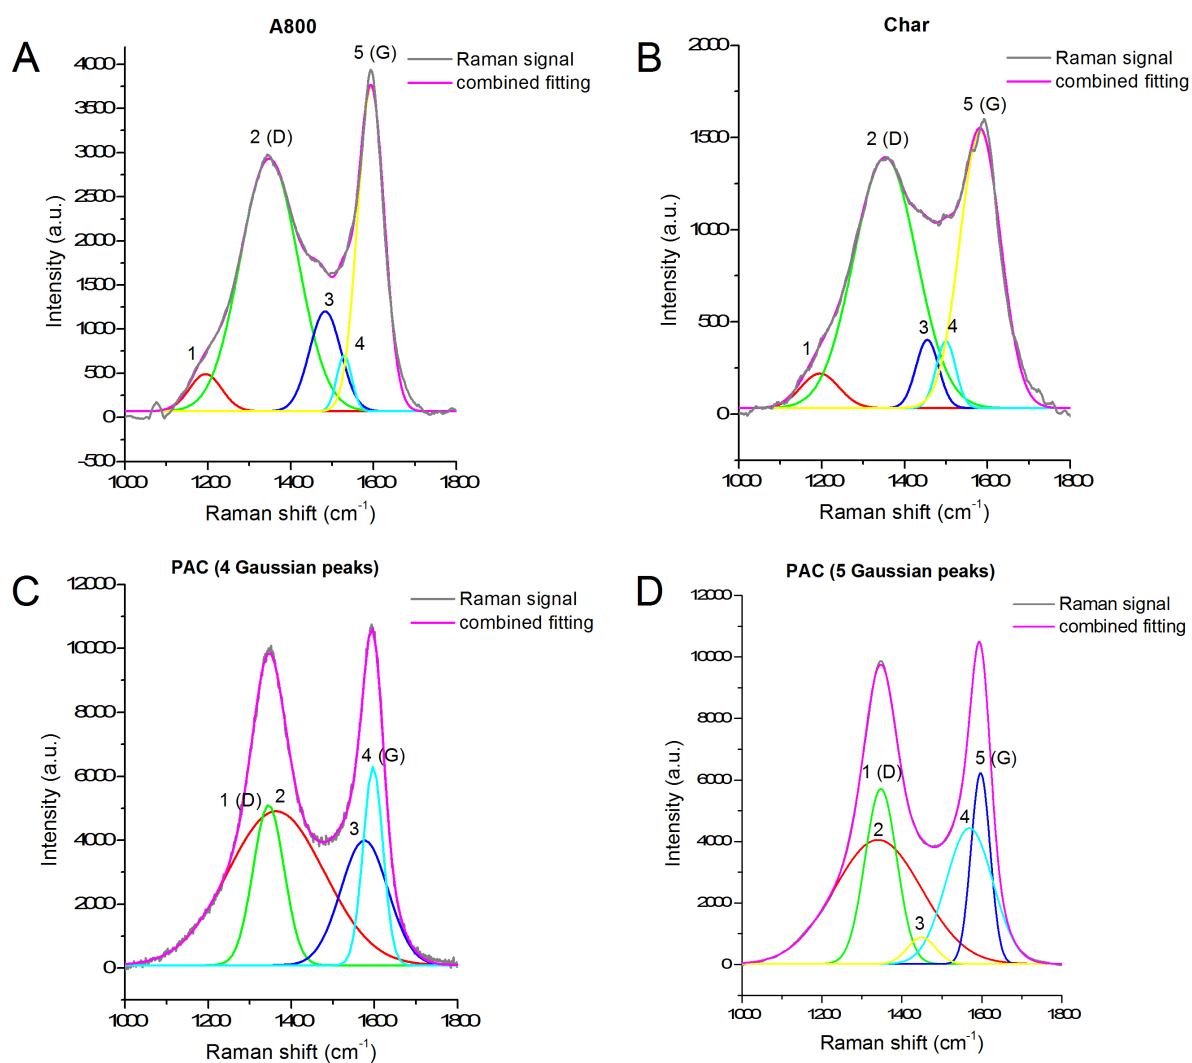 A
A800
5 (G)
Raman signal
combined fitting
2 (D)
3
4
1
4000
3500
3000
2500
2000
1500
1000
500
0
-500
1000 1200 1400 1600 1800
Intensity (a.u.)
Raman shift (cm-1)
B
Char
Raman signal
combined fitting
5 (G)
2 (D)
3
4
1
2000
1500
1000
500
0
1000 1200 1400 1600 1800
Intensity (a.u.)
Raman shift (cm-1)
C
PAC (4 Gaussian peaks)
Raman signal
combined fitting
4 (G)
1 (D) 2
3
12000
10000
8000
6000
4000
2000
0
1000 1200 1400 1600 1800
Intensity (a.u.)
Raman shift (cm-1)
D
PAC (5 Gaussian peaks)
Raman signal
combined fitting
1 (D)
5 (G)
2
4
3
12000
10000
8000
6000
4000
2000
0
1000 1200 1400 1600 1800
Intensity (a.u.)
Raman shift (cm-1)